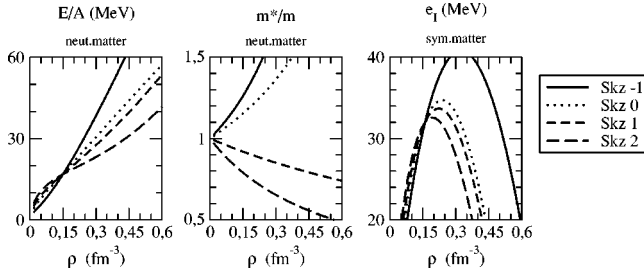 E/A (MeV)
neut.matter
60
30
0
0 0,15 0,3 0,45 0,6
ρ (fm-3)
m*/m
neut.matter
1,5
1
0,5
0 0,15 0,3 0,45 0,6
ρ (fm-3)
eI (MeV)
sym.matter
40
35
30
25
20
0 0,15 0,3 0,45 0,6
ρ (fm-3)
Skz -1
Skz 0
Skz 1
Skz 2